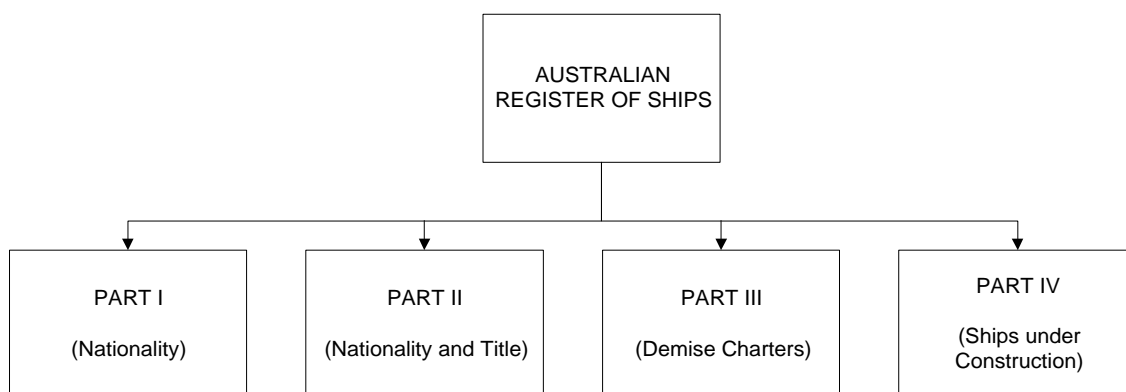 AUSTRALIAN
REGISTER OF SHIPS
PART I
(Nationality)
PART II
(Nationality and Title)
PART III
(Demise Charters)
PART IV
(Ships under
Construction)